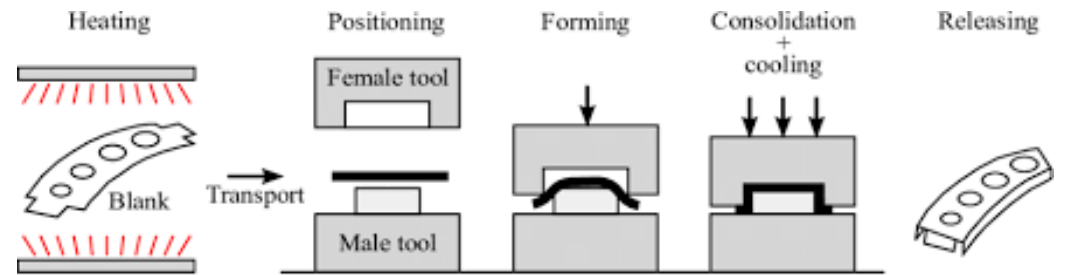 Heating
Positioning
Forming
Consolidation
+
cooling
Releasing
Female tool
Blank
Transport
Male tool